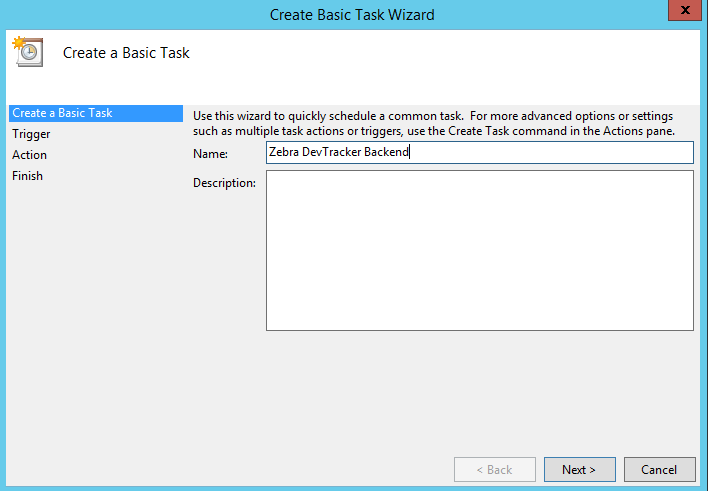 Create Basic Task Wizard
x
Create a Basic Task
Create a Basic Task
Trigger
Action
Finish
Use this wizard to quickly schedule a common task.  For more advanced options or settings
such as multiple task actions or triggers, use the Create Task command in the Actions pane.
Name:
Zebra DevTracker Backend
Description:
< Back
Next >
Cancel